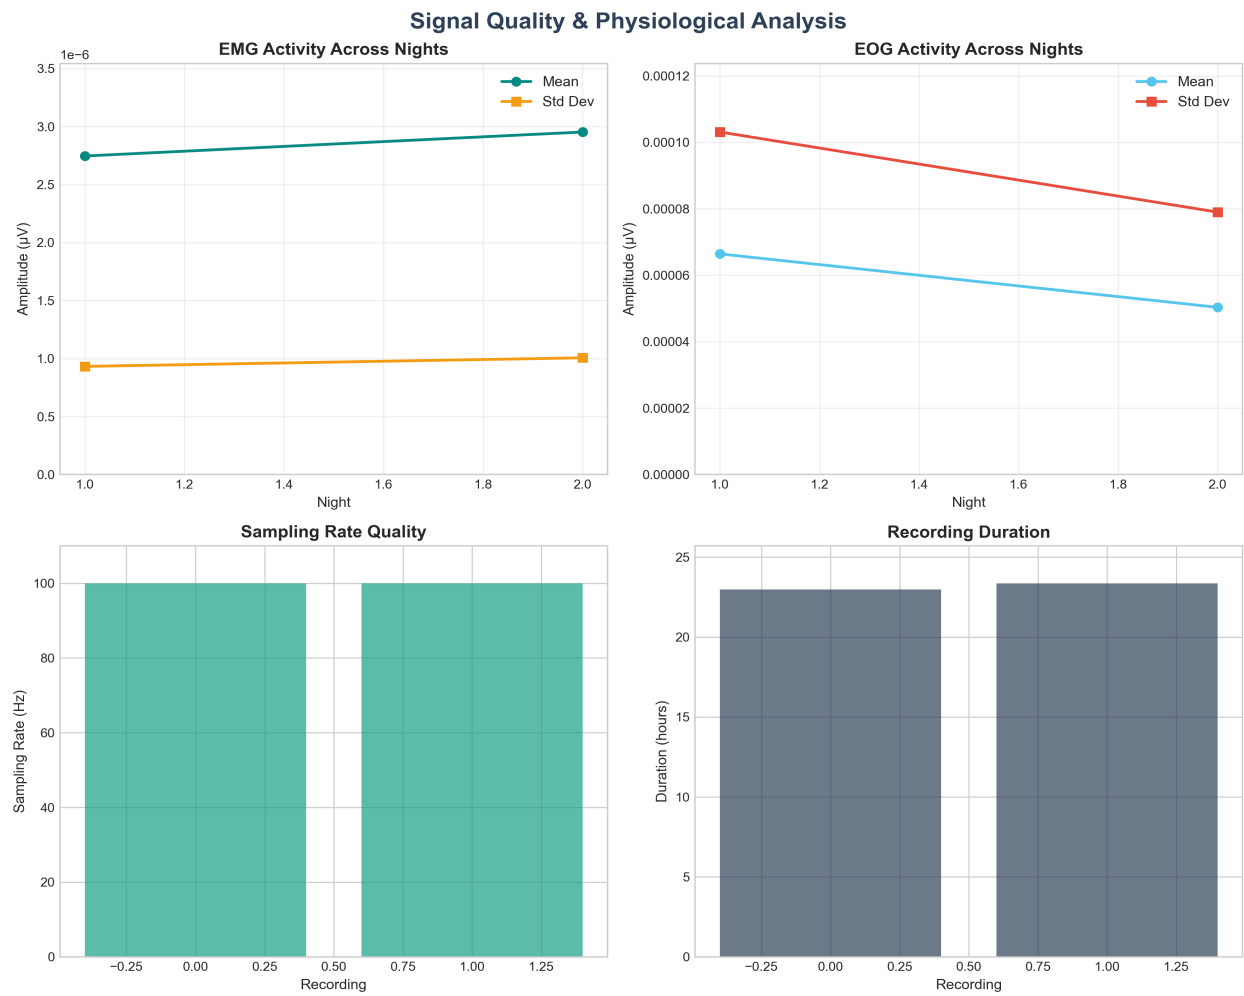 Signal Quality & Physiological Analysis
EMG Activity Across Nights
1e−6
3.5
3.0
2.5
2.0
1.5
1.0
0.5
0.0
Amplitude (µV)
Mean
Std Dev
1.0 1.2 1.4 1.6 1.8 2.0
Night
EOG Activity Across Nights
0.00012
0.00010
0.00008
0.00006
0.00004
0.00002
0.00000
Amplitude (µV)
Mean
Std Dev
1.0 1.2 1.4 1.6 1.8 2.0
Night
Sampling Rate Quality
100
80
60
40
20
0
Sampling Rate (Hz)
−0.25 0.00 0.25 0.50 0.75 1.00 1.25
Recording
Recording Duration
25
20
15
10
5
0
Duration (hours)
−0.25 0.00 0.25 0.50 0.75 1.00 1.25
Recording